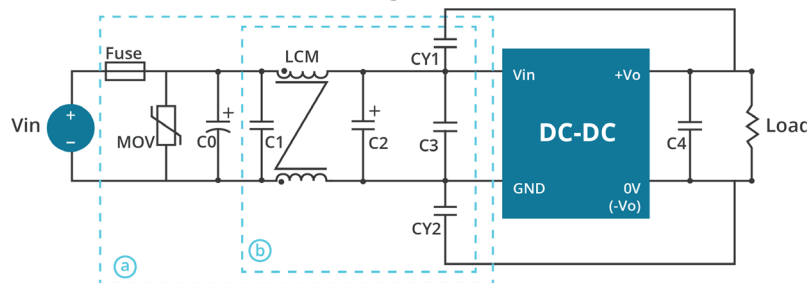 Fuse
LCM
CY1
Vin
+Vo
Vin
+
−
MOV
C0
+
C1
+
C2
C3
DC-DC
C4
Load
GND
0V
(-Vo)
CY2
a
b